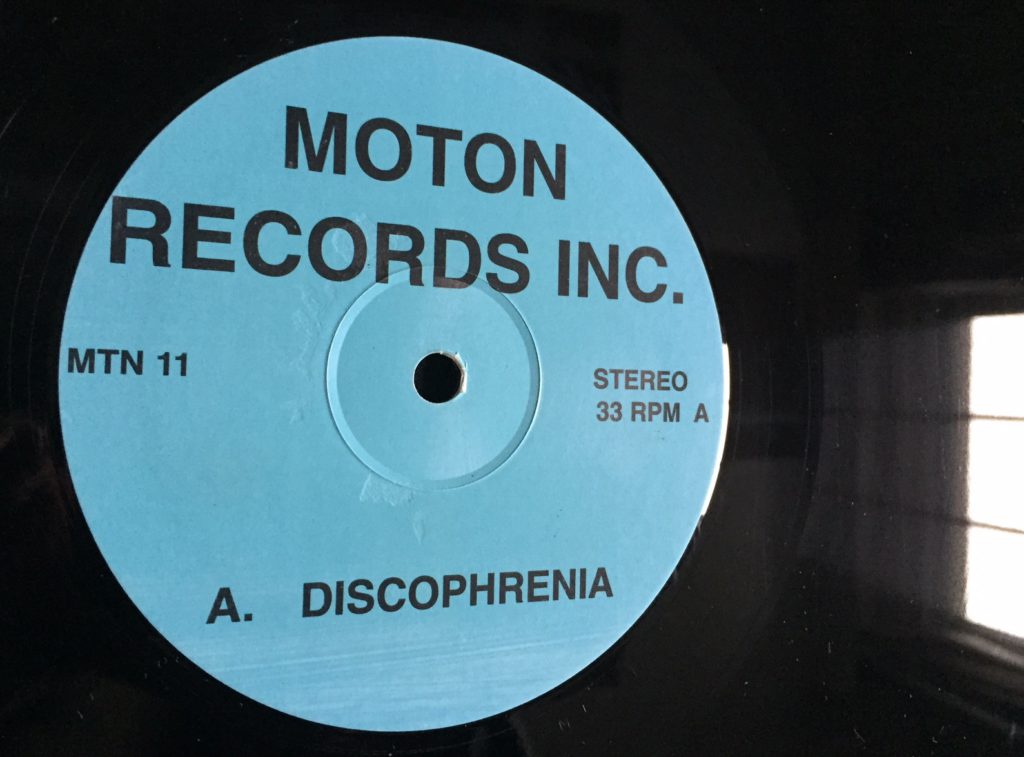 MOTON
RECORDS INC.
MTN 11
STEREO
33 RPM A
A. DISCOPHRENIA